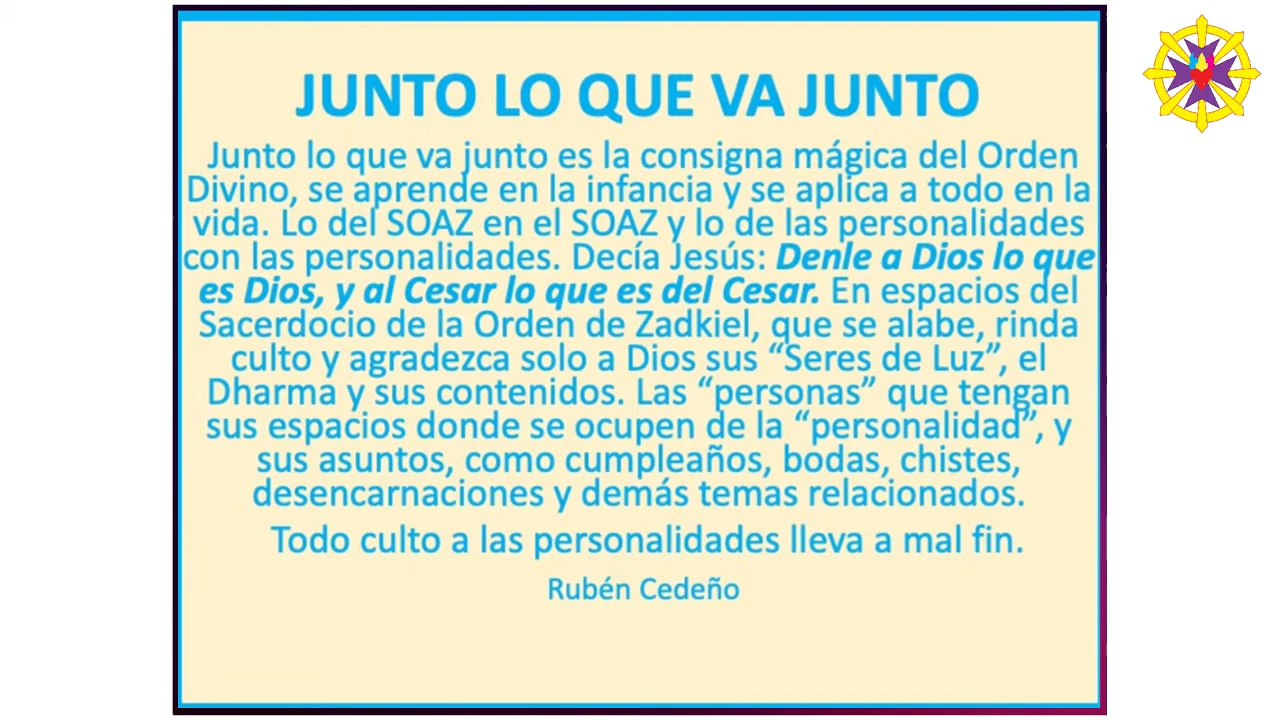 JUNTO LO QUE VA JUNTO
Junto lo que va junto es la consigna mágica del Orden
Divino, se aprende en la infancia y se aplica a todo en la
vida. Lo del SOAZ en el SOAZ y lo de las personalidades
con las personalidades. Decía Jesús: Denle a Dios lo que
es Dios, y al Cesar lo que es del Cesar. En espacios del
Sacerdocio de la Orden de Zadkiel, que se alabe, rinda
culto y agradezca solo a Dios sus “Seres de Luz”, el
Dharma y sus contenidos. Las “personas” que tengan
sus espacios donde se ocupen de la “personalidad”, y
sus asuntos, como cumpleaños, bodas, chistes,
desencarnaciones y demás temas relacionados.
Todo culto a las personalidades lleva a mal fin.
Rubén Cedeño